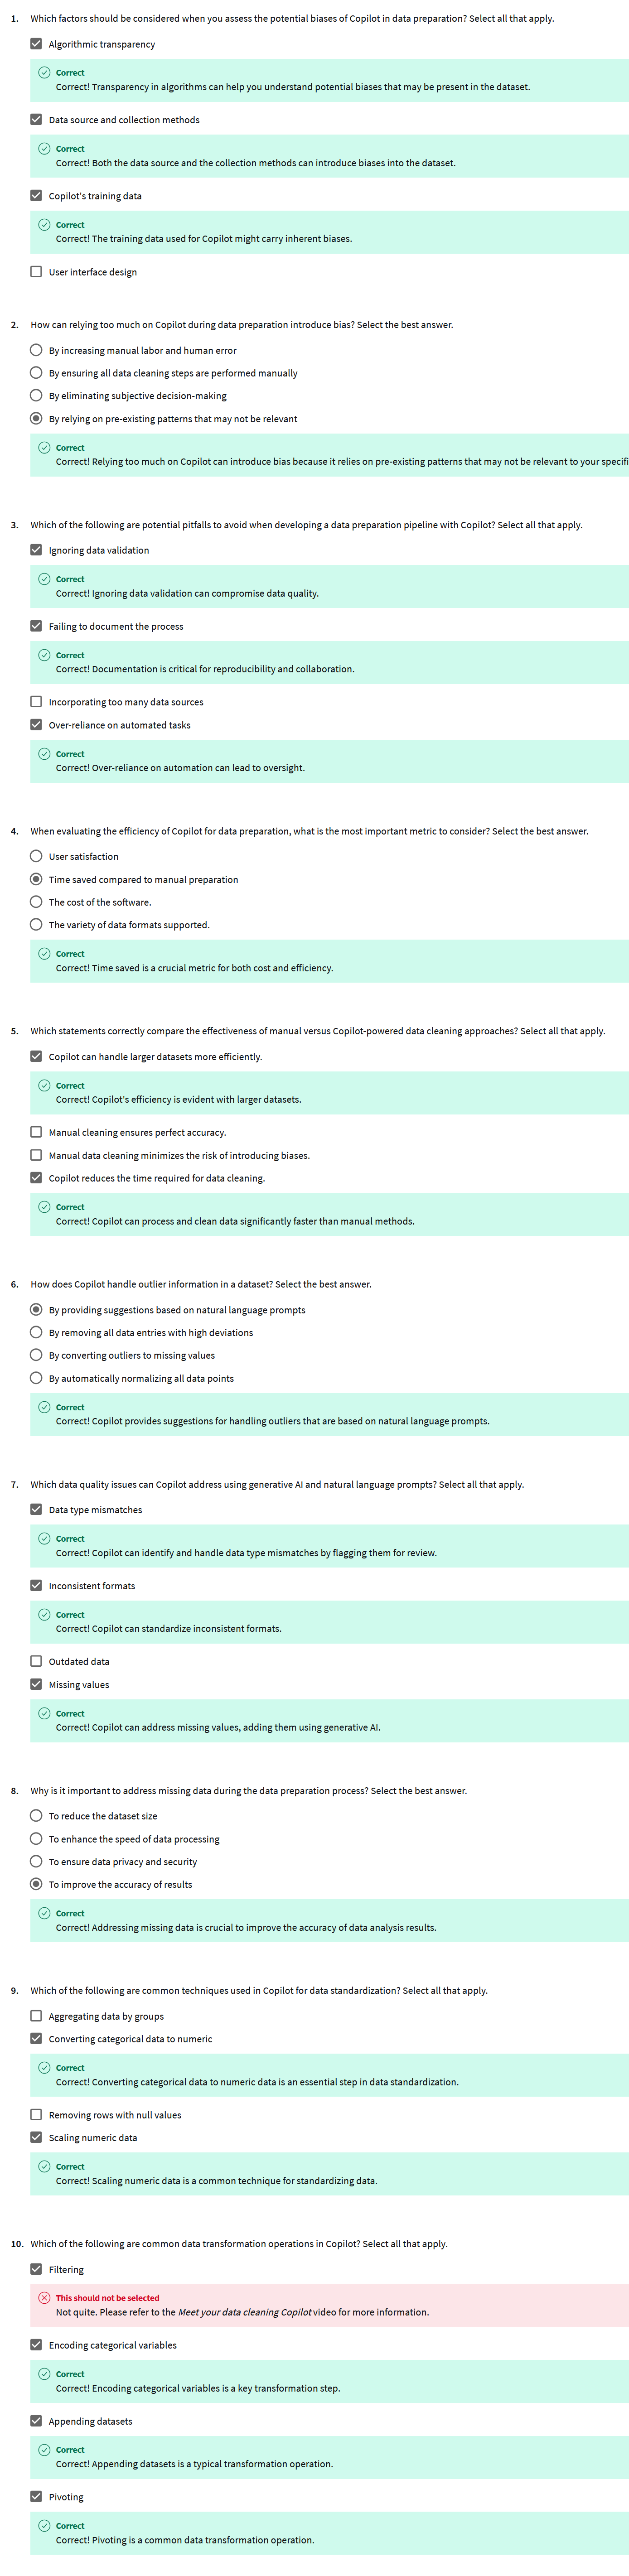 1. Which factors should be considered when you assess the potential biases of Copilot in data preparation? Select all that apply.
Algorithmic transparency
Correct
Correct! Transparency in algorithms can help you understand potential biases that may be present in the dataset.
Data source and collection methods
Correct
Correct! Both the data source and the collection methods can introduce biases into the dataset.
Copilot's training data
Correct
Correct! The training data used for Copilot might carry inherent biases.
User interface design
2. How can relying too much on Copilot during data preparation introduce bias? Select the best answer.
By increasing manual labor and human error
By ensuring all data cleaning steps are performed manually
By eliminating subjective decision-making
By relying on pre-existing patterns that may not be relevant
Correct
Correct! Relying too much on Copilot can introduce bias because it relies on pre-existing patterns that may not be relevant to your specifi
3. Which of the following are potential pitfalls to avoid when developing a data preparation pipeline with Copilot? Select all that apply.
Ignoring data validation
Correct
Correct! Ignoring data validation can compromise data quality.
Failing to document the process
Correct
Correct! Documentation is critical for reproducibility and collaboration.
Incorporating too many data sources
Over-reliance on automated tasks
Correct
Correct! Over-reliance on automation can lead to oversight.
4. When evaluating the efficiency of Copilot for data preparation, what is the most important metric to consider? Select the best answer.
User satisfaction
Time saved compared to manual preparation
The cost of the software.
The variety of data formats supported.
Correct
Correct! Time saved is a crucial metric for both cost and efficiency.
5. Which statements correctly compare the effectiveness of manual versus Copilot-powered data cleaning approaches? Select all that apply.
Copilot can handle larger datasets more efficiently.
Correct
Correct! Copilot's efficiency is evident with larger datasets.
Manual cleaning ensures perfect accuracy.
Manual data cleaning minimizes the risk of introducing biases.
Copilot reduces the time required for data cleaning.
Correct
Correct! Copilot can process and clean data significantly faster than manual methods.
6. How does Copilot handle outlier information in a dataset? Select the best answer.
By providing suggestions based on natural language prompts
By removing all data entries with high deviations
By converting outliers to missing values
By automatically normalizing all data points
Correct
Correct! Copilot provides suggestions for handling outliers that are based on natural language prompts.
7. Which data quality issues can Copilot address using generative AI and natural language prompts? Select all that apply.
Data type mismatches
Correct
Correct! Copilot can identify and handle data type mismatches by flagging them for review.
Inconsistent formats
Correct
Correct! Copilot can standardize inconsistent formats.
Outdated data
Missing values
Correct
Correct! Copilot can address missing values, adding them using generative AI.
8. Why is it important to address missing data during the data preparation process? Select the best answer.
To reduce the dataset size
To enhance the speed of data processing
To ensure data privacy and security
To improve the accuracy of results
Correct
Correct! Addressing missing data is crucial to improve the accuracy of data analysis results.
9. Which of the following are common techniques used in Copilot for data standardization? Select all that apply.
Aggregating data by groups
Converting categorical data to numeric
Correct
Correct! Converting categorical data to numeric data is an essential step in data standardization.
Removing rows with null values
Scaling numeric data
Correct
Correct! Scaling numeric data is a common technique for standardizing data.
10. Which of the following are common data transformation operations in Copilot? Select all that apply.
Filtering
This should not be selected
Not quite. Please refer to the Meet your data cleaning Copilot video for more information.
Encoding categorical variables
Correct
Correct! Encoding categorical variables is a key transformation step.
Appending datasets
Correct
Correct! Appending datasets is a typical transformation operation.
Pivoting
Correct
Correct! Pivoting is a common data transformation operation.